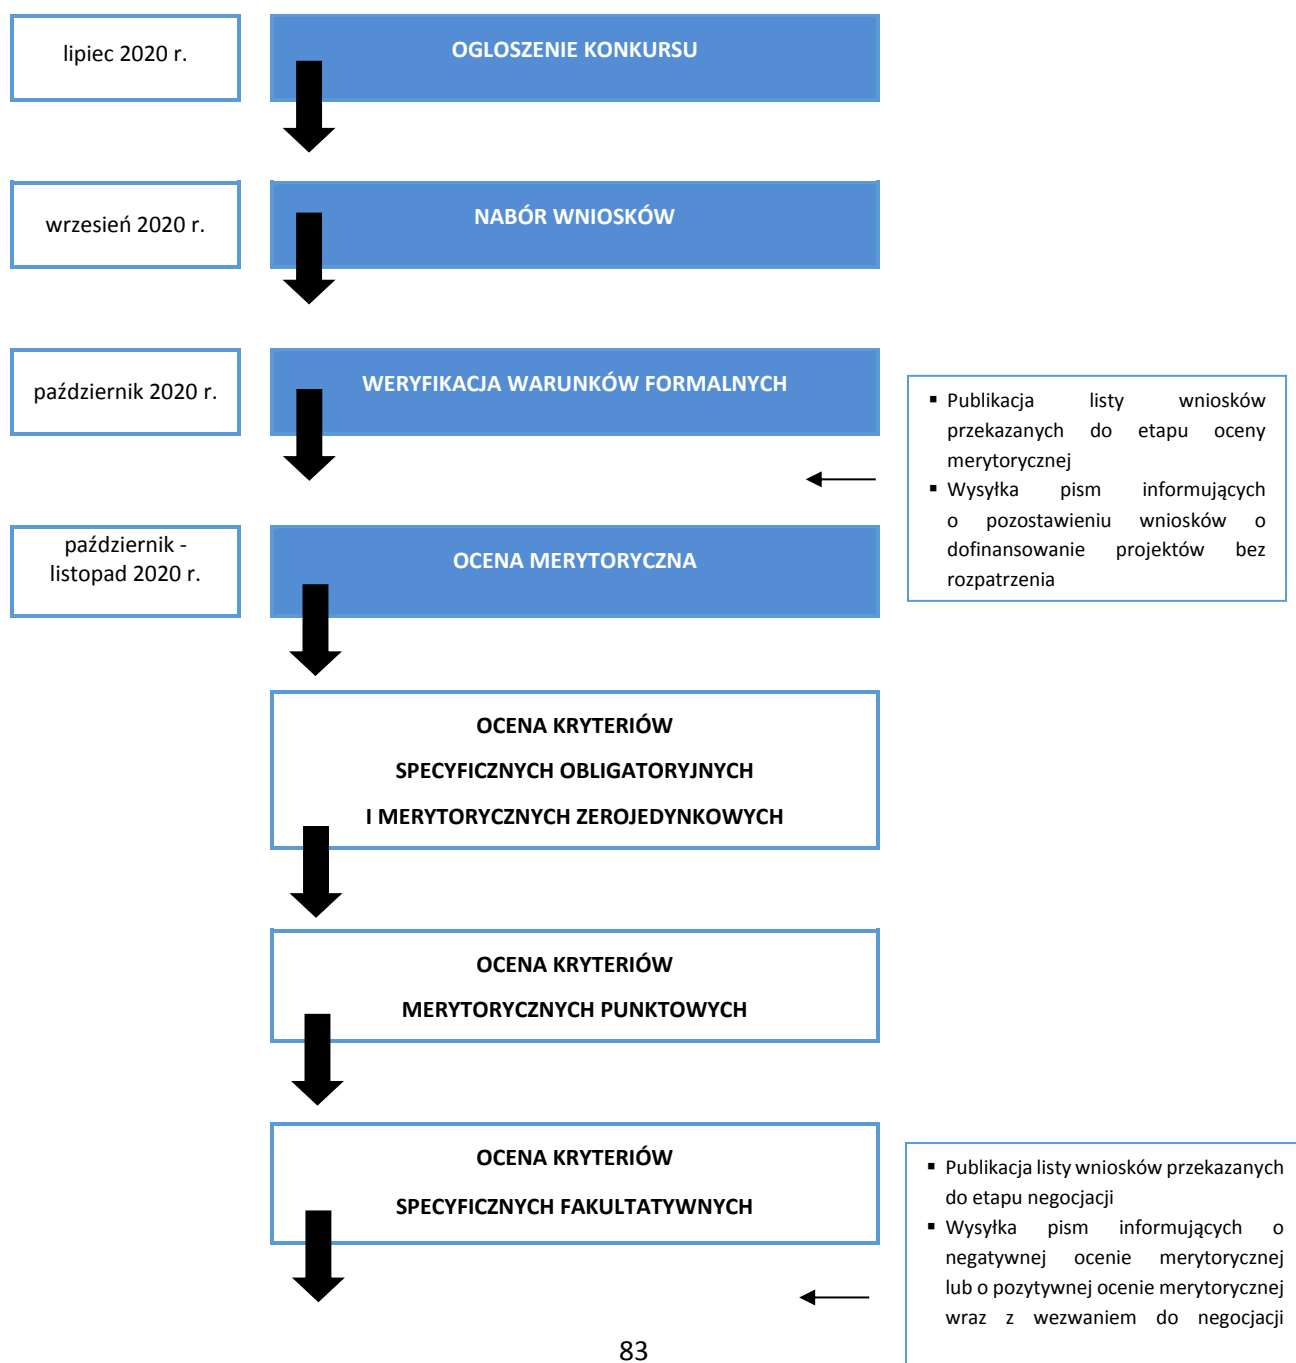 lipiec 2020 r.
OGLOSZENIE KONKURSU
wrzesień 2020 r.
NABÓR WNIOSKÓW
październik 2020 r.
WERYFIKACJA WARUNKÓW FORMALNYCH
▪ Publikacja listy wniosków
przekazanych do etapu oceny
merytorycznej
▪ Wysyłka pism informujących
o pozostawieniu wniosków o
dofinansowanie projektów bez
rozpatrzenia
październik -
listopad 2020 r.
OCENA MERYTORYCZNA
OCENA KRYTERIÓW
SPECYFICZNYCH OBLIGATORYJNYCH
I MERYTORYCZNYCH ZEROJEDYNKOWYCH
OCENA KRYTERIÓW
MERYTORYCZNYCH PUNKTOWYCH
OCENA KRYTERIÓW
SPECYFICZNYCH FAKULTATYWNYCH
▪ Publikacja listy wniosków przekazanych
do etapu negocjacji
▪ Wysyłka pism informujących o
negatywnej ocenie merytorycznej
lub o pozytywnej ocenie merytorycznej
wraz z wezwaniem do negocjacji
83